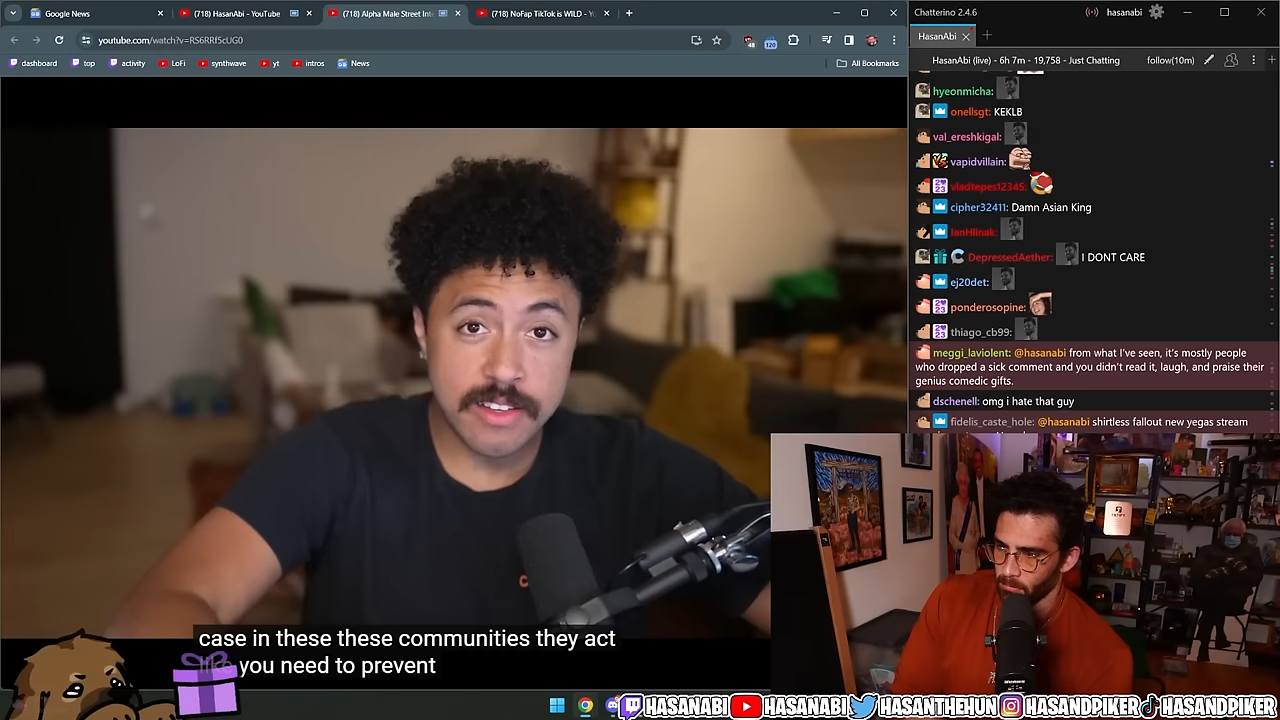 Google News
(718) HasanAbi - YouTube
(718) Alpha Male Street Int
(718) NoFap TikTok is WILD - Y
youtube.com/watch?v=RS6RRf5cUG0
48
120
dashboard
top
activity
LoFi
synthwave
yt
intros
News
All Bookmarks
case in these these communities they act
like you need to prevent
Chatterino 2.4.6
hasanabi
HasanAbi
HasanAbi (live) - 6h 7m - 19,758 - Just Chatting
follow(10m)
hyeonmicha:
onellsgt: KEKLB
val_ereshkigal:
vapidvillain:
vladtepes12345:
cipher32411: Damn Asian King
IanHlinak:
DepressedAether: I DONT CARE
ej20det:
ponderosopine:
thiago_cb99:
meggi_laviolent: @hasanabi from what I've seen, it's mostly people
who dropped a sick comment and you didn't read it, laugh, and praise their
genius comedic gifts.
dschenell: omg i hate that guy
fidelis_caste_hole: @hasanabi shirtless fallout new yegas stream
HASANABI
HASANABI
HASANTHEHUN
HASANDPIKER
HASANDPIKER